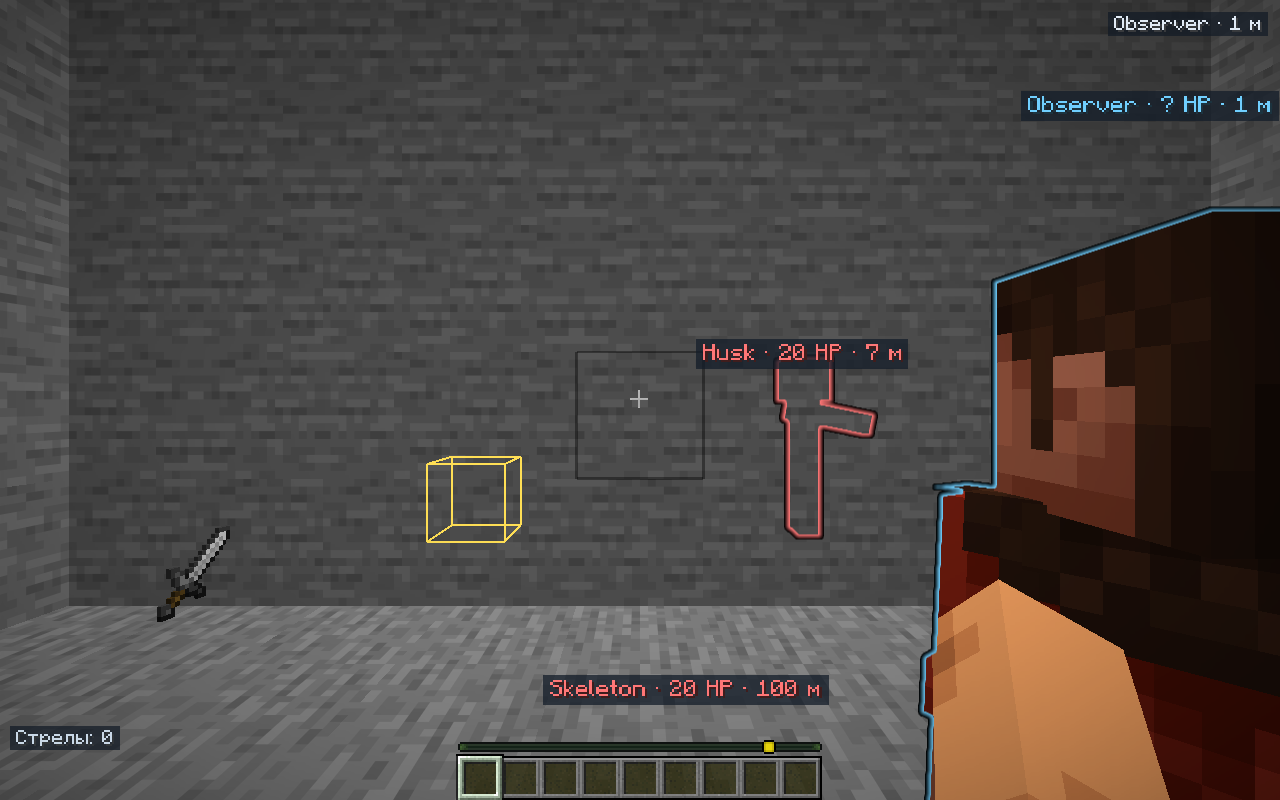 Observer · 1 м
Observer · ? HP · 1 м
Husk · 20 HP · 7 м
Skeleton · 20 HP · 100 м
Стрелы: 0